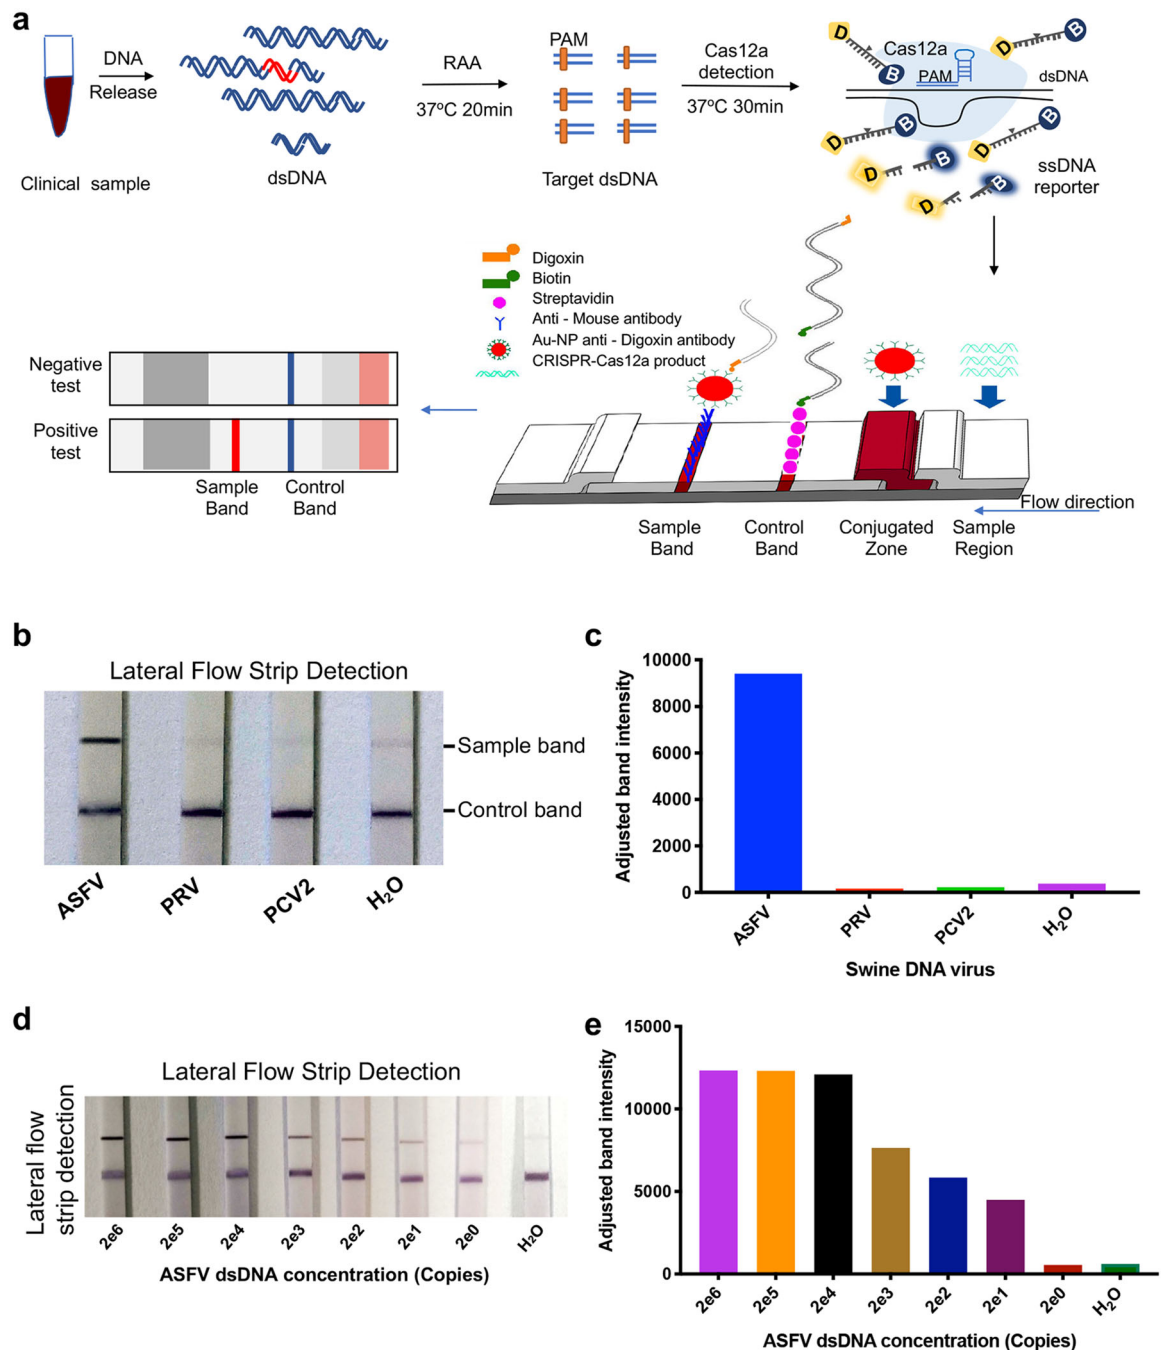 a
DNA
Release
Clinical sample
dsDNA
RAA
37ºC 20min
PAM
Target dsDNA
Cas12a
detection
37ºC 30min
D
B
D
B
Cas12a
PAM
dsDNA
D
B
D
B
D
B
D
B
ssDNA
reporter
Digoxin
Biotin
Streptavidin
Anti - Mouse antibody
Au-NP anti - Digoxin antibody
CRISPR-Cas12a product
Negative
test
Positive
test
Sample
Band
Control
Band
Flow direction
Sample
Band
Control
Band
Conjugated
Zone
Sample
Region
b
Lateral Flow Strip Detection
Sample band
Control band
ASFV
PRV
PCV2
H₂O
c
Adjusted band intensity
10000
8000
6000
4000
2000
0
ASFV
PRV
PCV2
H₂O
Swine DNA virus
d
Lateral Flow Strip Detection
Lateral flow
strip detection
2e6
2e5
2e4
2e3
2e2
2e1
2e0
H₂O
ASFV dsDNA concentration (Copies)
e
Adjusted band intensity
15000
10000
5000
0
2e6
2e5
2e4
2e3
2e2
2e1
2e0
H₂O
ASFV dsDNA concentration (Copies)